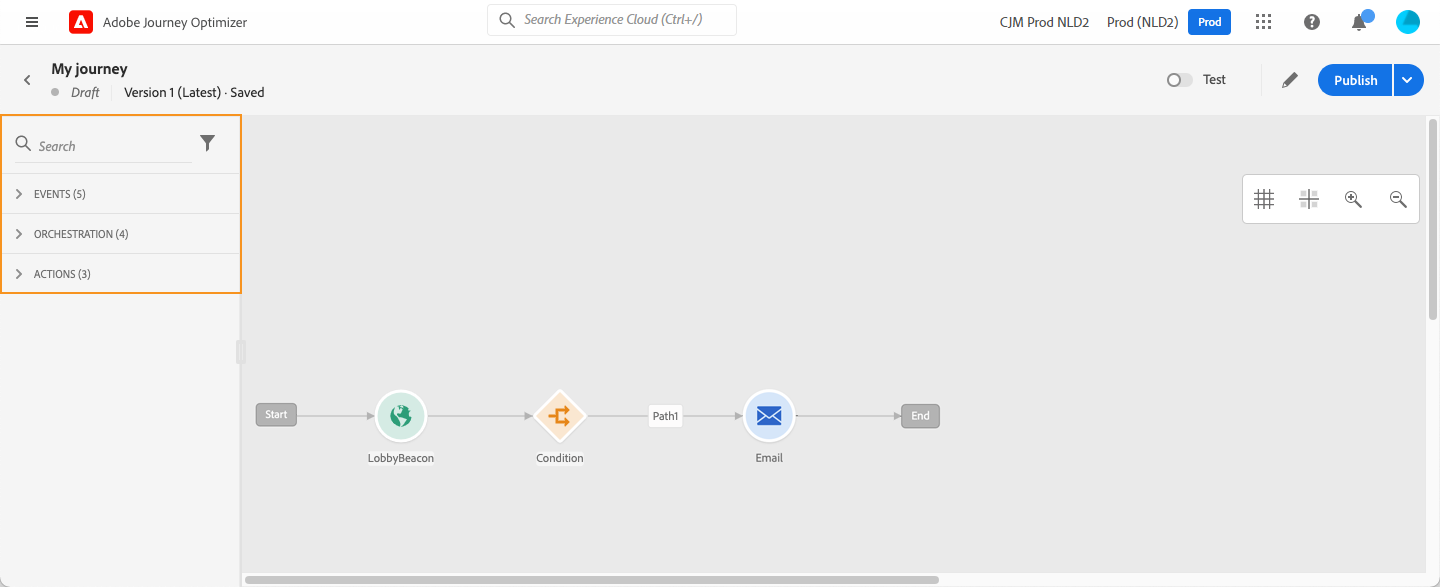 Adobe Journey Optimizer
Search Experience Cloud (Ctrl+/)
CJM Prod NLD2
Prod (NLD2)
Prod
My journey
Draft
Version 1 (Latest) · Saved
Test
Publish
Search
EVENTS (5)
ORCHESTRATION (4)
ACTIONS (3)
Start
Path1
End
LobbyBeacon
Condition
Email